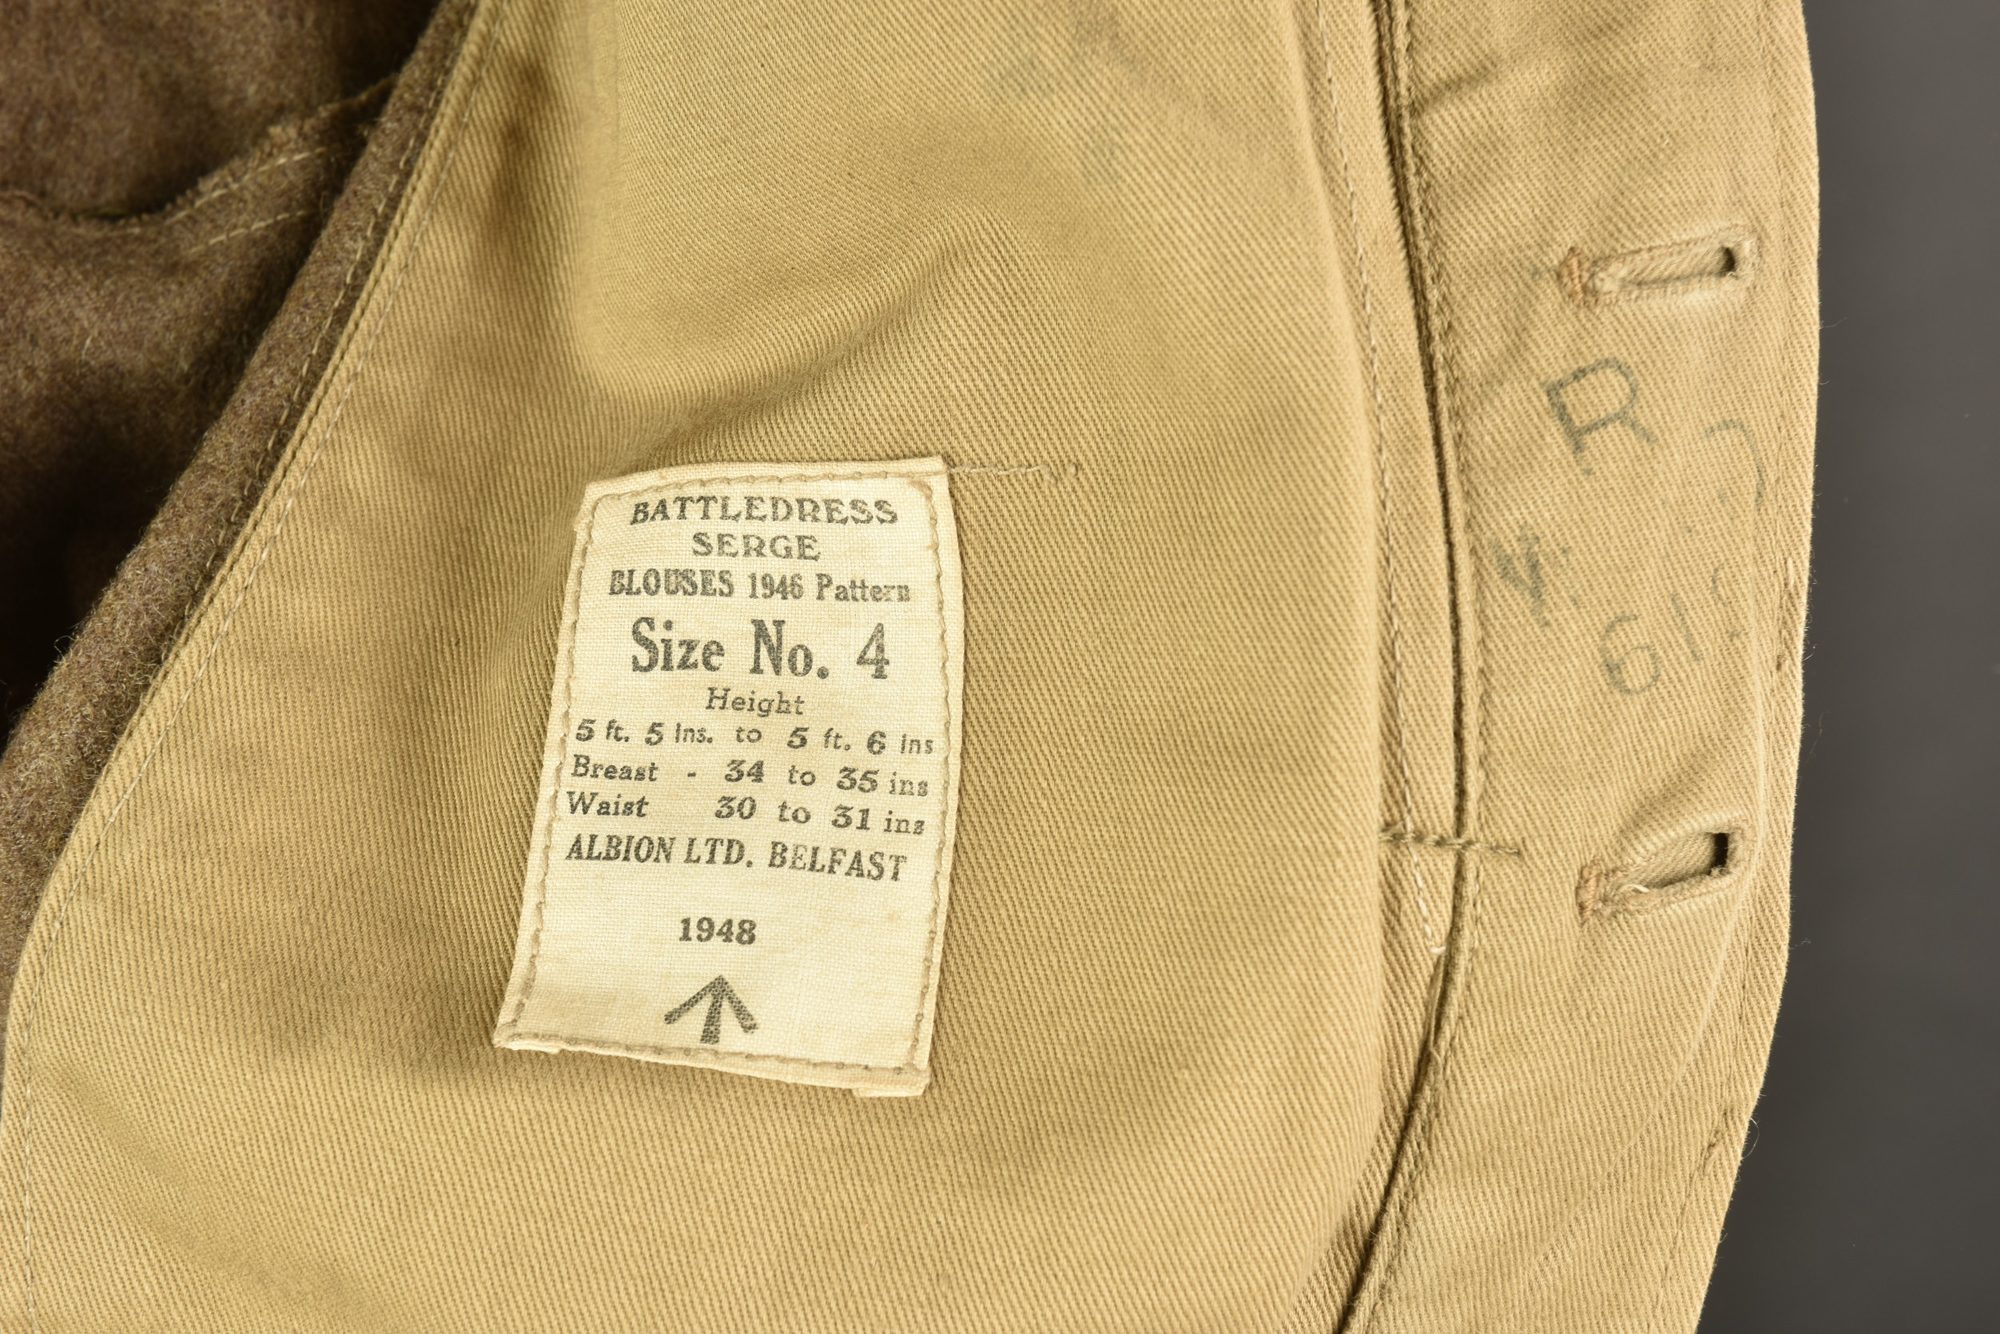 BATTLEDRESS
SERGE
BLOUSES 1946 Pattern
Size No. 4
Height
5 ft. 5 ins. to 5 ft. 6 ins
Breast - 34 to 35 ins
Waist 30 to 31 ins
ALBION LTD. BELFAST
1948
R